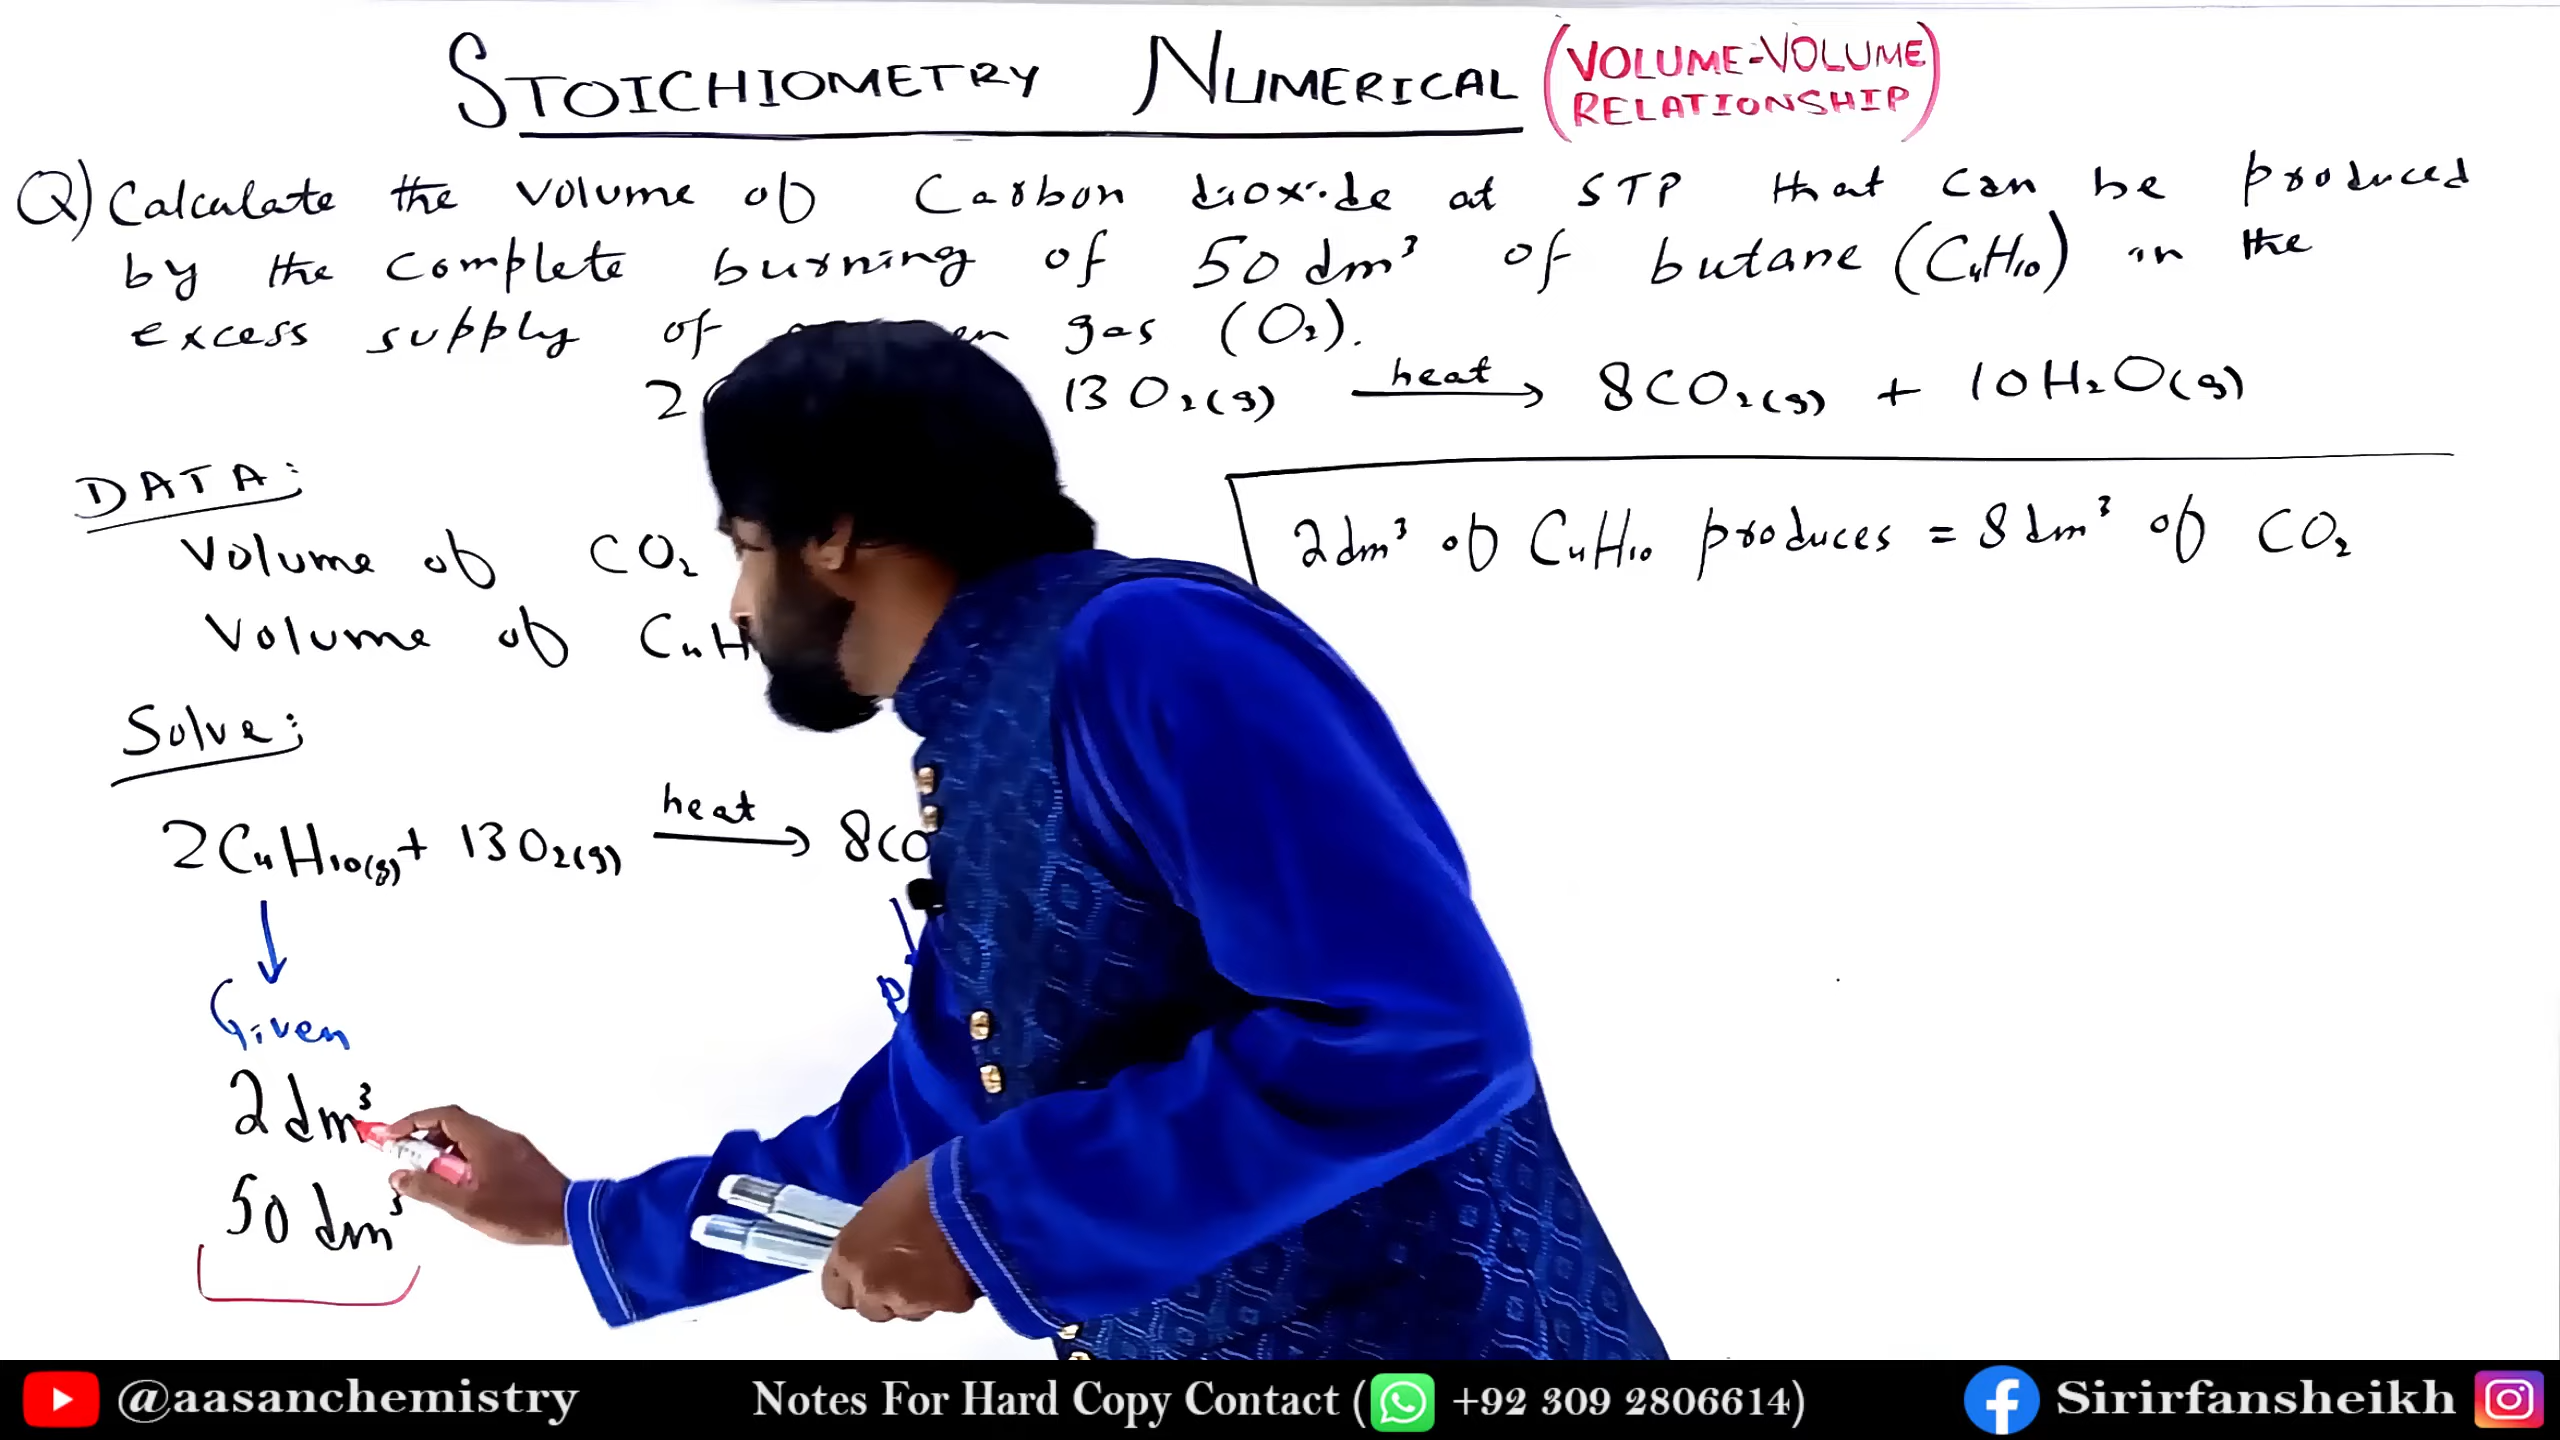 STOICHIOMETRY NUMERICAL (VOLUME-VOLUME RELATIONSHIP)
Q) Calculate the volume of Carbon dioxide at STP that can be produced
by the complete burning of 50 dm³ of butane (C₄H₁₀) in the
excess supply of gas (O₂).
2 13 O₂(g) heat → 8CO₂(g) + 10H₂O(g)
DATA:
Volume of CO₂
Volume of C₄H
Solve:
2C₄H₁₀(g) + 13O₂(g) heat → 8CO
↓
Given
2 dm³
50 dm³
2dm³ of C₄H₁₀ produces = 8dm³ of CO₂
@aasanchemistry Notes For Hard Copy Contact ( +92 309 2806614) Sirirfansheikh